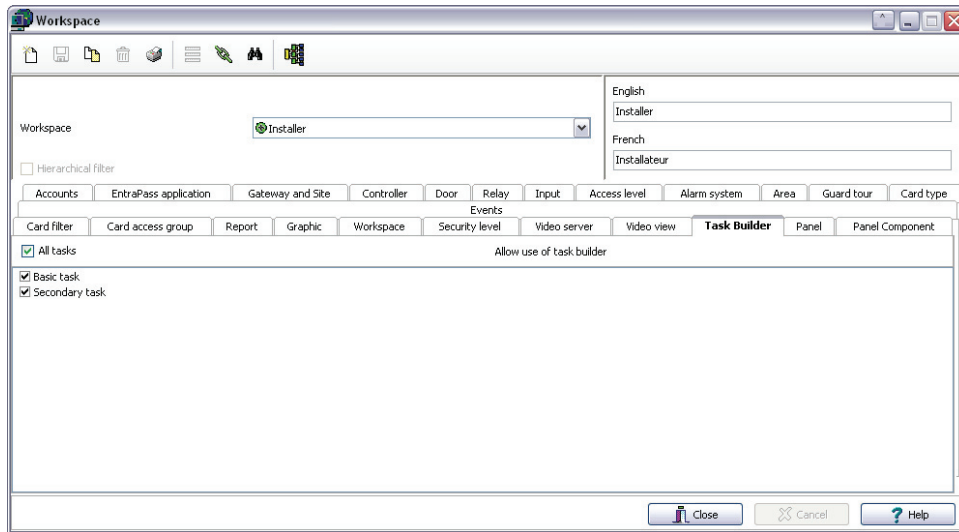 Workspace
English
Installer
Workspace
Installer
French
Installateur
Hierarchical filter
Accounts EntraPass application Gateway and Site Controller Door Relay Input Access level Alarm system Area Guard tour Card type
Events
Card filter Card access group Report Graphic Workspace Security level Video server Video view Task Builder Panel Panel Component
All tasks Allow use of task builder
Basic task
Secondary task
Close Cancel Help